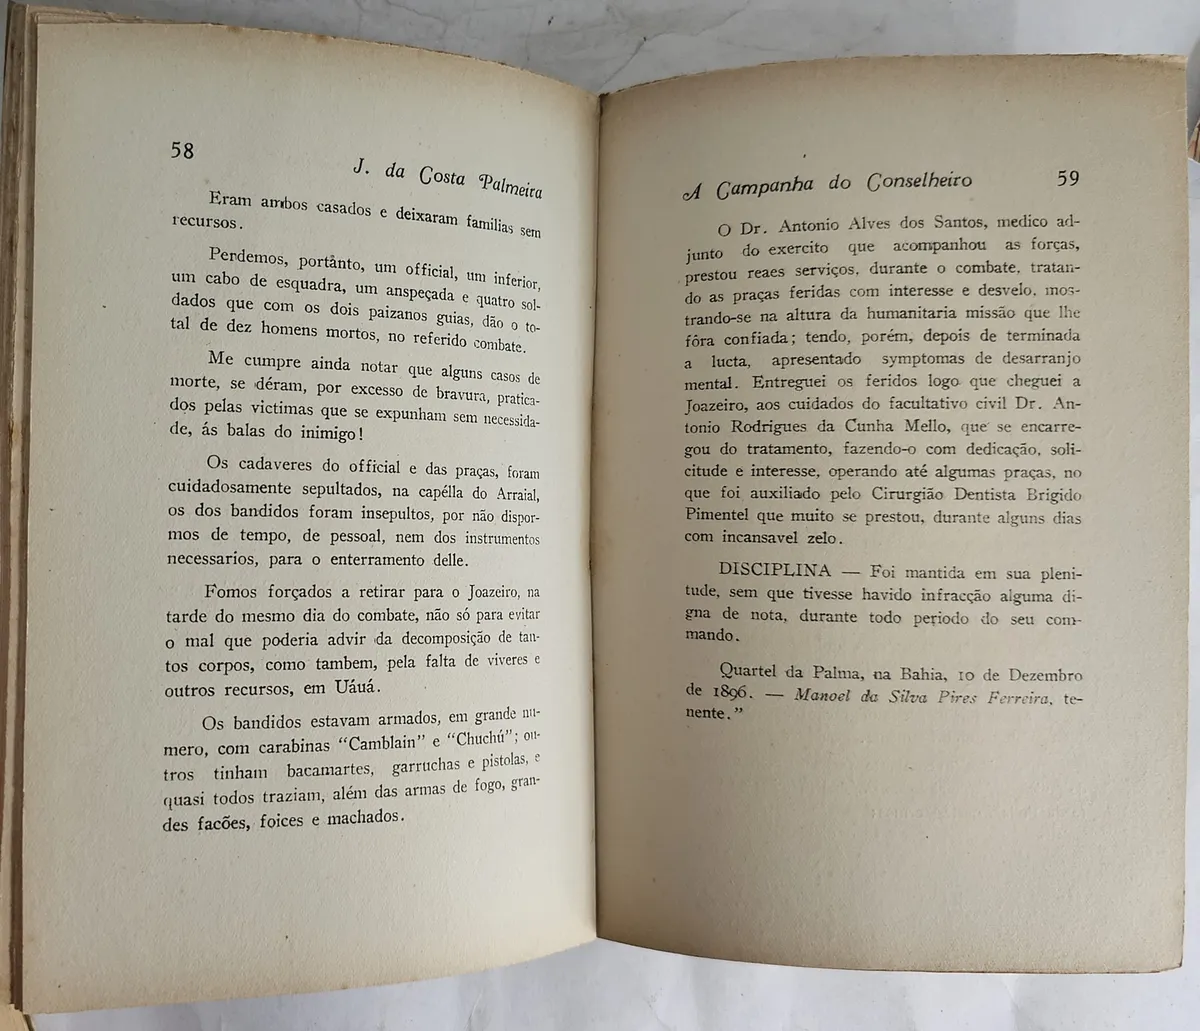 58
J. da Costa Palmeira
Eram ambos casados e deixaram familias sem
recursos.
Perdemos, portânto, um official, um inferior,
um cabo de esquadra, um anspeçada e quatro sol-
dados que com os dois paizanos guias, dão o to-
tal de dez homens mortos, no referido combate.
Me cumpre ainda notar que alguns casos de
morte, se déram, por excesso de bravura, pratica-
dos pelas victimas que se expunham sem necessida-
de, ás balas do inimigo!
Os cadaveres do official e das praças, foram
cuidadosamente sepultados, na capélla do Arraial,
os dos bandidos foram insepultos, por não dispor-
mos de tempo, de pessoal, nem dos instrumentos
necessarios, para o enterramento delle.
Fomos forçados a retirar para o Joazeiro, na
tarde do mesmo dia do combate, não só para evitar
o mal que poderia advir da decomposição de tan-
tos corpos, como tambem, pela falta de viveres e
outros recursos, em Uáuá.
Os bandidos estavam armados, em grande nu-
mero, com carabinas "Camblain" e "Chuchú"; ou-
tros tinham bacamartes, garruchas e pistolas, e
quasi todos traziam, além das armas de fogo, gran-
des facões, foices e machados.
A Campanha do Conselheiro
59
O Dr. Antonio Alves dos Santos, medico ad-
junto do exercito que acompanhou as forças,
prestou reaes serviços, durante o combate, tratan-
do as praças feridas com interesse e desvelo, mos-
trando-se na altura da humanitaria missão que lhe
fôra confiada; tendo, porém, depois de terminada
a lucta, apresentado symptomas de desarranjo
mental. Entreguei os feridos logo que cheguei a
Joazeiro, aos cuidados do facultativo civil Dr. An-
tonio Rodrigues da Cunha Mello, que se encarre-
gou do tratamento, fazendo-o com dedicação, soli-
citude e interesse, operando até algumas praças, no
que foi auxiliado pelo Cirurgião Dentista Brigido
Pimentel que muito se prestou, durante alguns dias
com incansavel zelo.
DISCIPLINA — Foi mantida em sua pleni-
tude, sem que tivesse havido infracção alguma di-
gna de nota, durante todo periodo do seu com-
mando.
Quartel da Palma, na Bahia, 10 de Dezembro
de 1896. — Manoel da Silva Pires Ferreira, te-
nente."